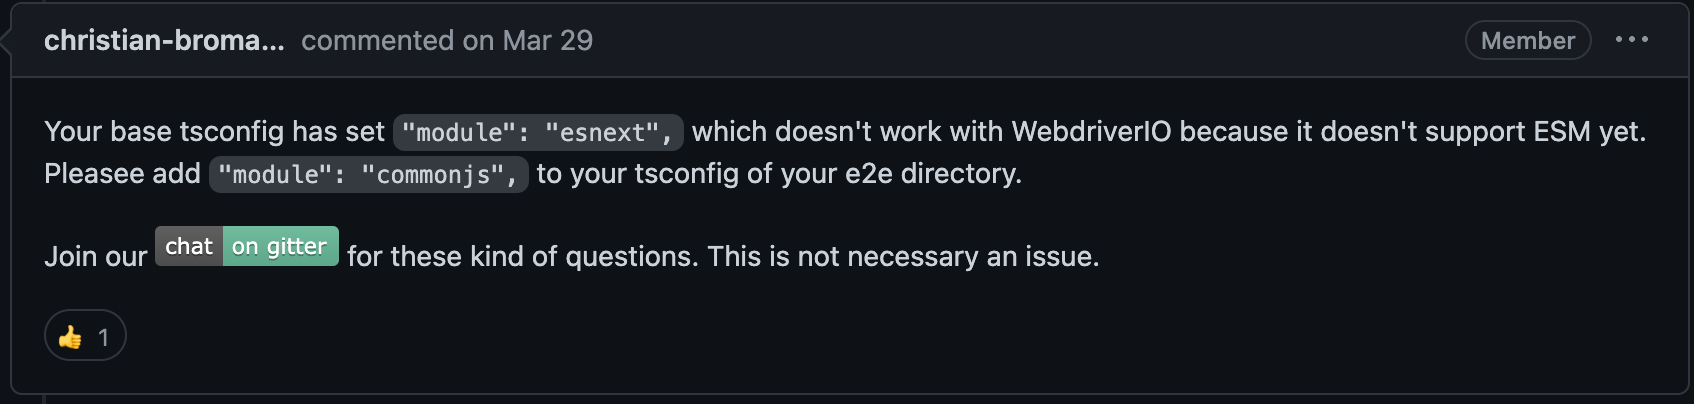 christian-broma... commented on Mar 29 Member ...
Your base tsconfig has set "module": "esnext", which doesn't work with WebdriverIO because it doesn't support ESM yet.
Pleasee add "module": "commonjs", to your tsconfig of your e2e directory.
Join our chat on gitter for these kind of questions. This is not necessary an issue.
👍 1